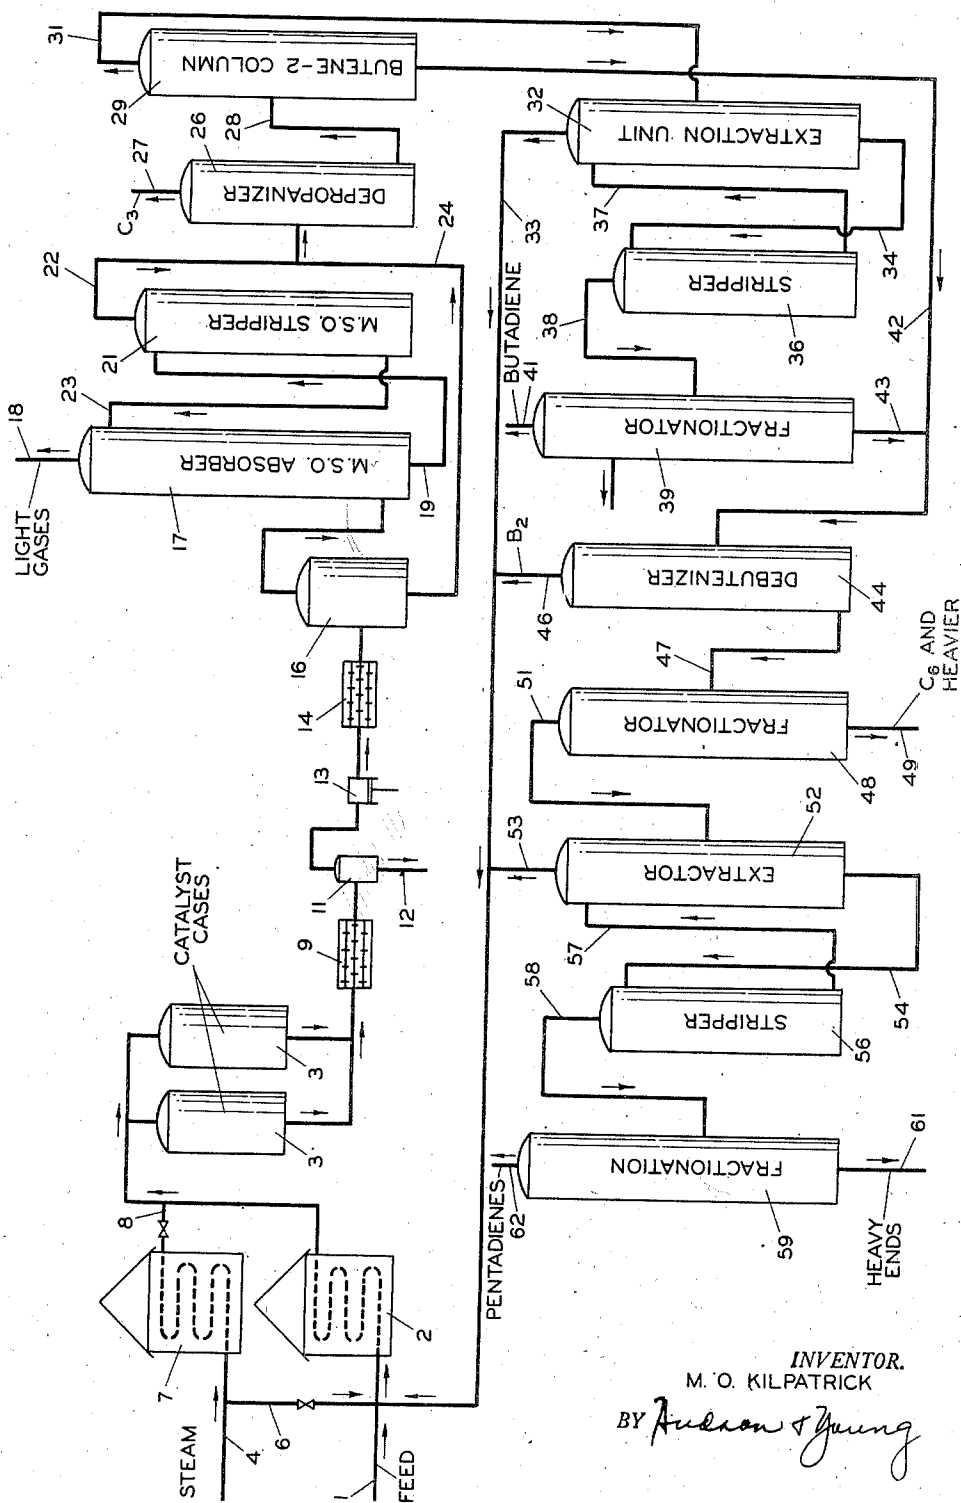 31
29
BUTENE-2 COLUMN
28
26
27
C3
DEPROPANIZER
24
22
21
M.S.O. STRIPPER
23
18
LIGHT
GASES
17
M.S.O. ABSORBER
19
16
14
13
11
12
9
CATALYST
CASES
3
3
8
7
2
STEAM
4
6
1
FEED
32
EXTRACTION UNIT
33
37
34
STRIPPER
36
38
42
BUTADIENE
41
FRACTIONATOR
39
43
B2
46
DEBUTENIZER
44
47
51
FRACTIONATOR
48
49
C6 AND
HEAVIER
53
52
EXTRACTOR
57
54
58
STRIPPER
56
PENTADIENES
62
FRACTIONATION
59
61
HEAVY
ENDS
INVENTOR.
M. O. KILPATRICK
BY Hudson & Young